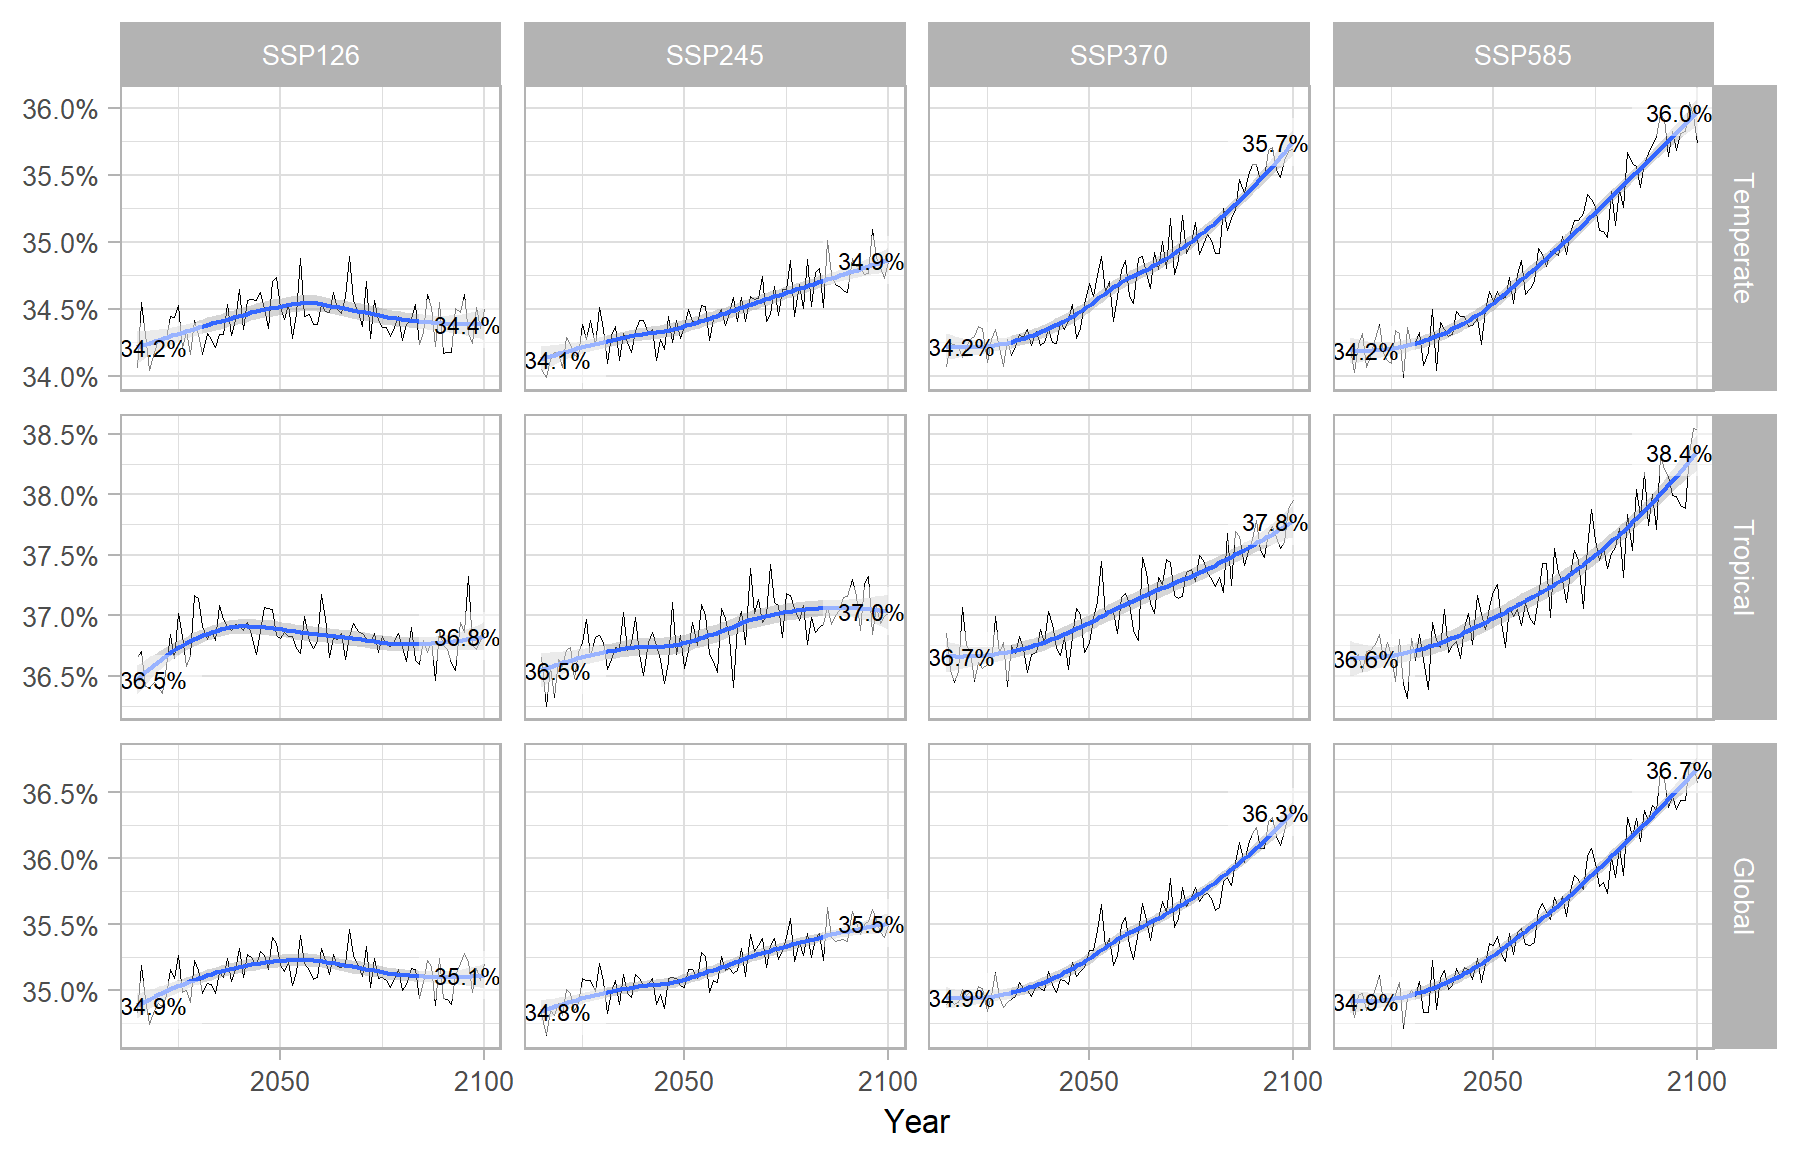 SSP126 SSP245 SSP370 SSP585
36.0%
35.5%
35.0%
34.5%
34.0%
34.2% 34.4% 34.1% 34.9% 34.2% 35.7% 34.2% 36.0%
Temperate
38.5%
38.0%
37.5%
37.0%
36.5%
36.5% 36.8% 36.5% 37.0% 36.7% 37.8% 36.6% 38.4%
Tropical
36.5%
36.0%
35.5%
35.0%
34.9% 35.1% 34.8% 35.5% 34.9% 36.3% 34.9% 36.7%
Global
2050 2100 2050 2100 2050 2100 2050 2100
Year